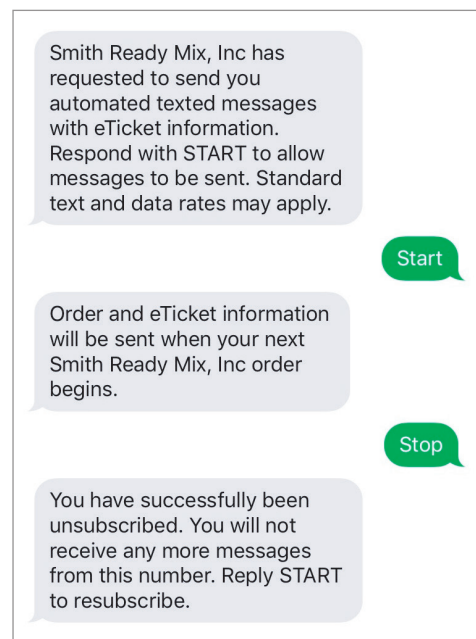 Smith Ready Mix, Inc has
requested to send you
automated texted messages
with eTicket information.
Respond with START to allow
messages to be sent. Standard
text and data rates may apply.
Start
Order and eTicket information
will be sent when your next
Smith Ready Mix, Inc order
begins.
Stop
You have successfully been
unsubscribed. You will not
receive any more messages
from this number. Reply START
to resubscribe.